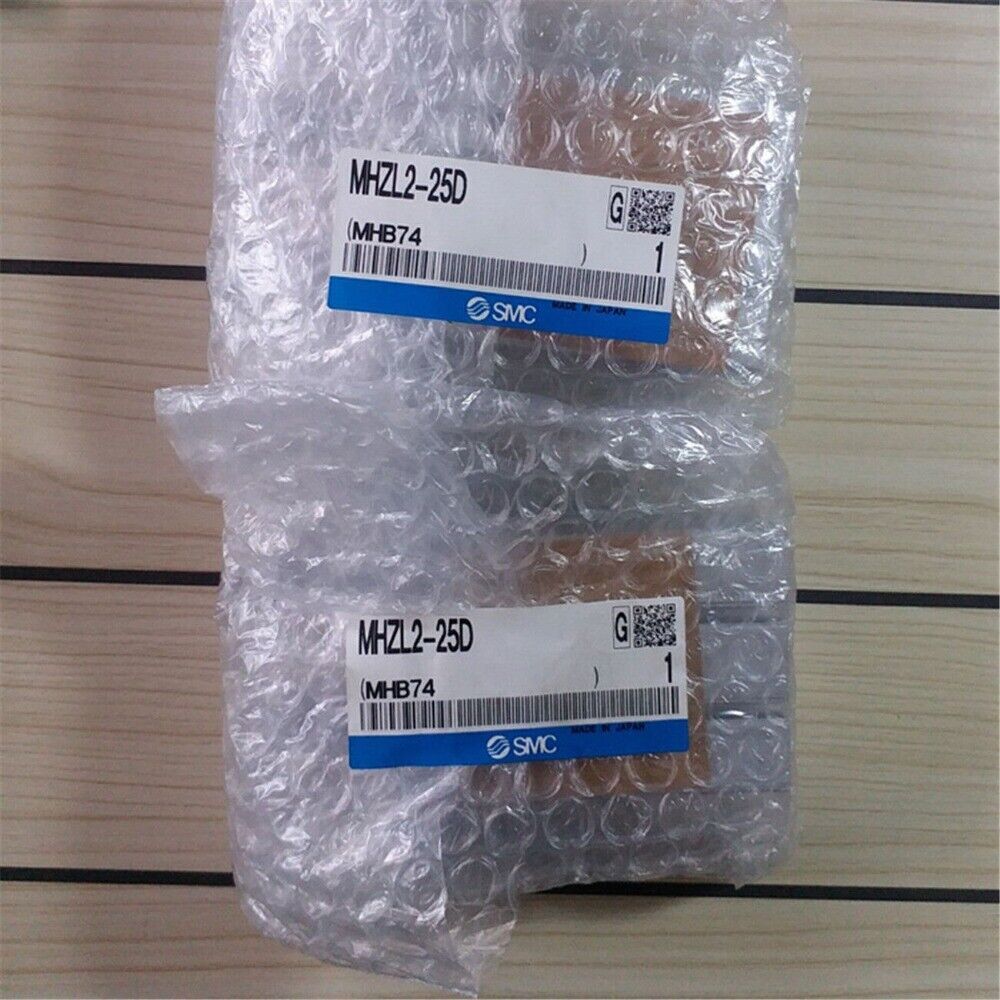 MHZL2-25D
G
(MHB74 )
1
SMC MADE IN JAPAN
MHZL2-25D
G
(MHB74 )
1
SMC MADE IN JAPAN